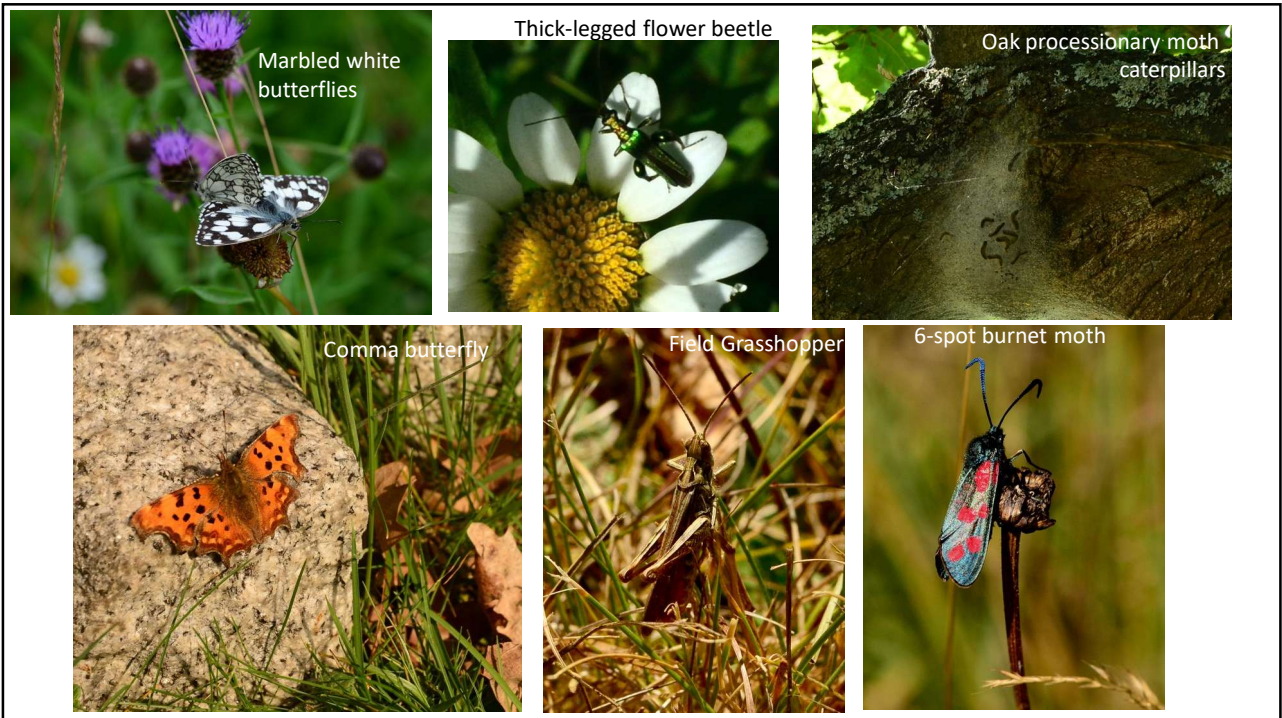 Marbled white
butterflies
Thick-legged flower beetle
Oak processionary moth
caterpillars
Comma butterfly
Field Grasshopper
6-spot burnet moth